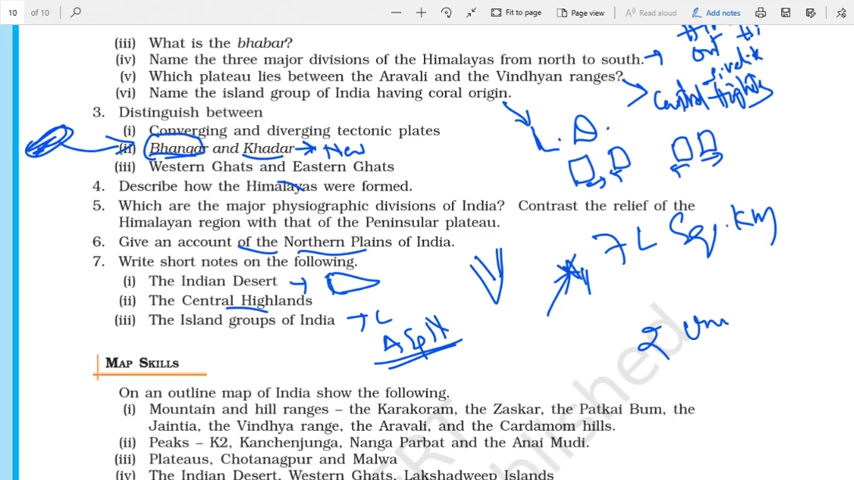 10 of 10 Fit to page Page view Read aloud Add notes
(iii) What is the bhabar?
(iv) Name the three major divisions of the Himalayas from north to south.
out
(v) Which plateau lies between the Aravali and the Vindhyan ranges?
(vi) Name the island group of India having coral origin.
Central Highlands
3. Distinguish between
(i) Converging and diverging tectonic plates
L. D.
(ii) Bhangar and Khadar New
(iii) Western Ghats and Eastern Ghats
4. Describe how the Himalayas were formed.
5. Which are the major physiographic divisions of India? Contrast the relief of the
Himalayan region with that of the Peninsular plateau.
7 L Sq. Km
6. Give an account of the Northern Plains of India.
7. Write short notes on the following.
(i) The Indian Desert
(ii) The Central Highlands
(iii) The Island groups of India
L
MAP SKILLS
On an outline map of India show the following.
(i) Mountain and hill ranges – the Karakoram, the Zaskar, the Patkai Bum, the
Jaintia, the Vindhya range, the Aravali, and the Cardamom hills.
(ii) Peaks – K2, Kanchenjunga, Nanga Parbat and the Anai Mudi.
(iii) Plateaus, Chotanagpur and Malwa
(iv) The Indian Desert, Western Ghats, Lakshadweep Islands